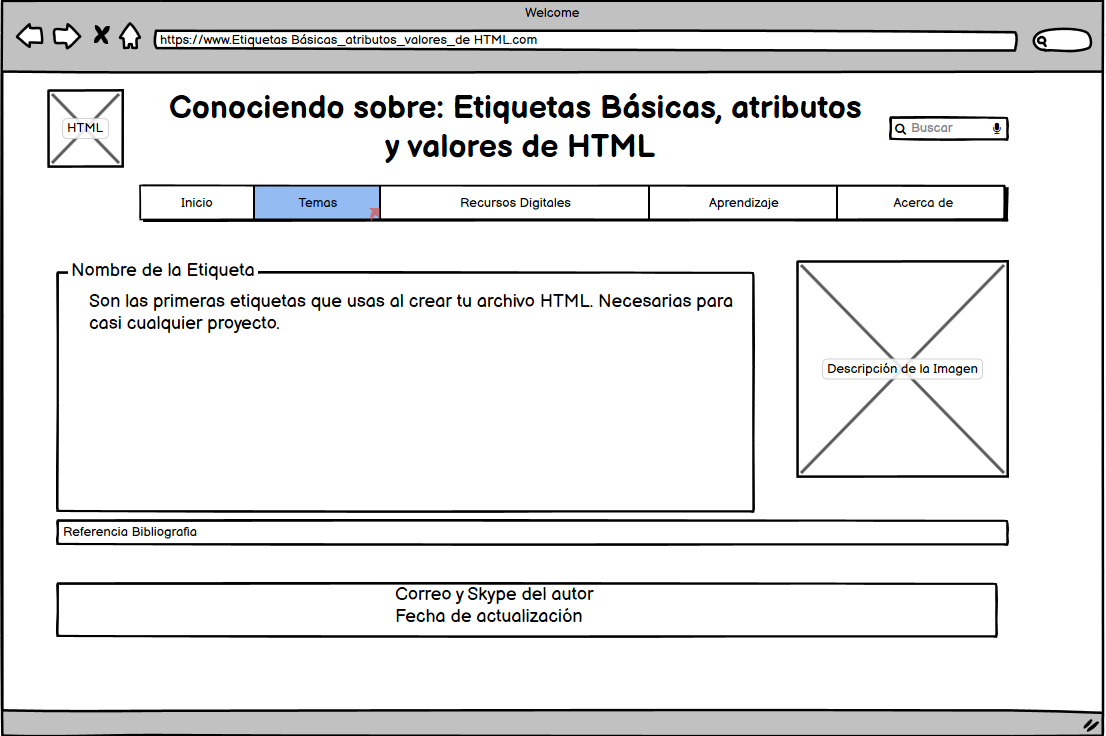 Welcome
https://www.Etiquetas Básicas_atributos_valores_de HTML.com
HTML
Conociendo sobre: Etiquetas Básicas, atributos
y valores de HTML
Buscar
Inicio
Temas
Recursos Digitales
Aprendizaje
Acerca de
Nombre de la Etiqueta
Son las primeras etiquetas que usas al crear tu archivo HTML. Necesarias para
casi cualquier proyecto.
Descripción de la Imagen
Referencia Bibliografia
Correo y Skype del autor
Fecha de actualización